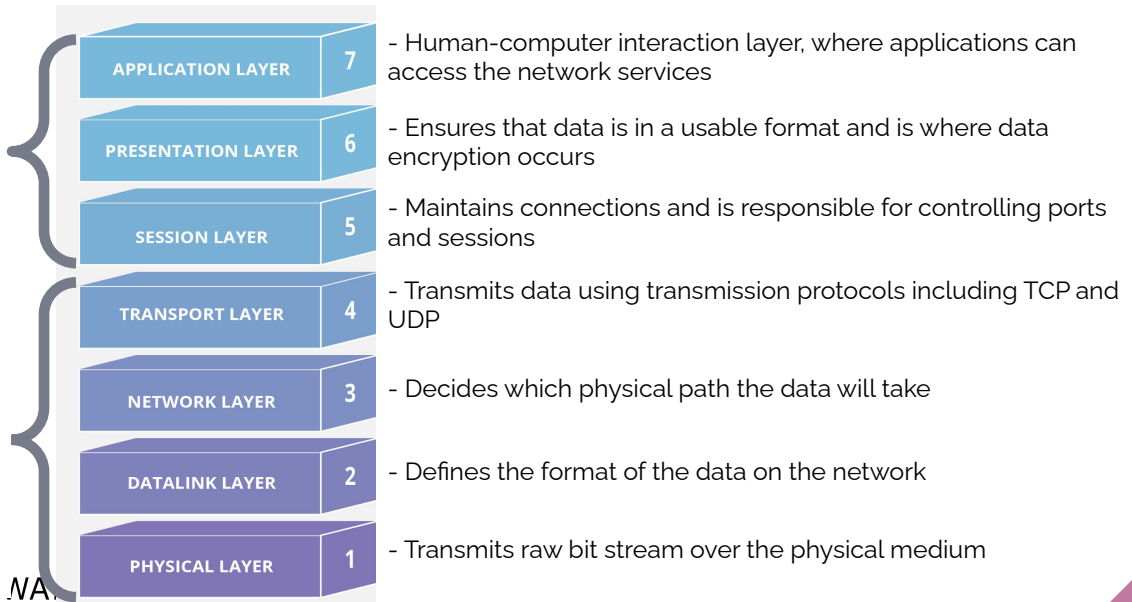 APPLICATION LAYER 7
- Human-computer interaction layer, where applications can
access the network services
PRESENTATION LAYER 6
- Ensures that data is in a usable format and is where data
encryption occurs
SESSION LAYER 5
- Maintains connections and is responsible for controlling ports
and sessions
TRANSPORT LAYER 4
- Transmits data using transmission protocols including TCP and
UDP
NETWORK LAYER 3
- Decides which physical path the data will take
DATALINK LAYER 2
- Defines the format of the data on the network
PHYSICAL LAYER 1
- Transmits raw bit stream over the physical medium